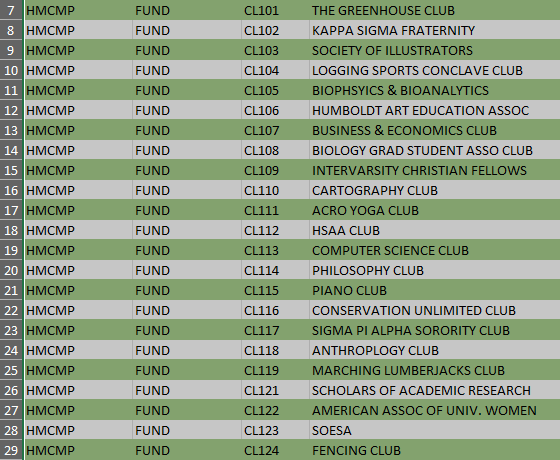 7 HMCMP FUND CL101 THE GREENHOUSE CLUB
8 HMCMP FUND CL102 KAPPA SIGMA FRATERNITY
9 HMCMP FUND CL103 SOCIETY OF ILLUSTRATORS
10 HMCMP FUND CL104 LOGGING SPORTS CONCLAVE CLUB
11 HMCMP FUND CL105 BIOPHSYICS & BIOANALYTICS
12 HMCMP FUND CL106 HUMBOLDT ART EDUCATION ASSOC
13 HMCMP FUND CL107 BUSINESS & ECONOMICS CLUB
14 HMCMP FUND CL108 BIOLOGY GRAD STUDENT ASSO CLUB
15 HMCMP FUND CL109 INTERVARSITY CHRISTIAN FELLOWS
16 HMCMP FUND CL110 CARTOGRAPHY CLUB
17 HMCMP FUND CL111 ACRO YOGA CLUB
18 HMCMP FUND CL112 HSAA CLUB
19 HMCMP FUND CL113 COMPUTER SCIENCE CLUB
20 HMCMP FUND CL114 PHILOSOPHY CLUB
21 HMCMP FUND CL115 PIANO CLUB
22 HMCMP FUND CL116 CONSERVATION UNLIMITED CLUB
23 HMCMP FUND CL117 SIGMA PI ALPHA SORORITY CLUB
24 HMCMP FUND CL118 ANTHROPLOGY CLUB
25 HMCMP FUND CL119 MARCHING LUMBERJACKS CLUB
26 HMCMP FUND CL121 SCHOLARS OF ACADEMIC RESEARCH
27 HMCMP FUND CL122 AMERICAN ASSOC OF UNIV. WOMEN
28 HMCMP FUND CL123 SOESA
29 HMCMP FUND CL124 FENCING CLUB